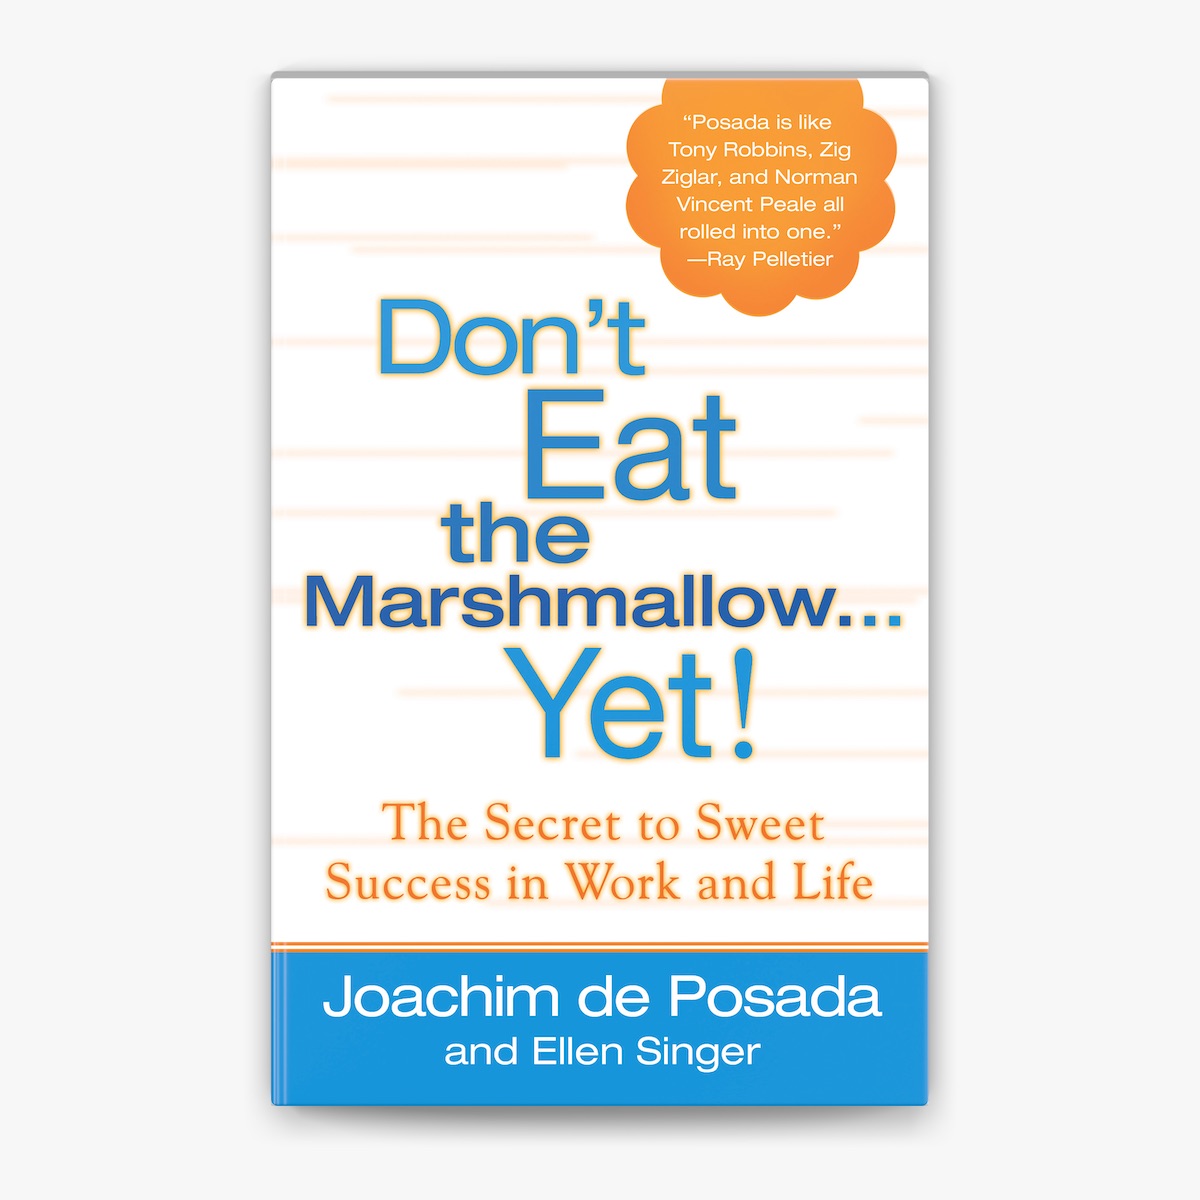 “Posada is like
Tony Robbins, Zig
Ziglar, and Norman
Vincent Peale all
rolled into one.”
—Ray Pelletier
Don’t
Eat
the
Marshmallow...
Yet!
The Secret to Sweet
Success in Work and Life
Joachim de Posada
and Ellen Singer